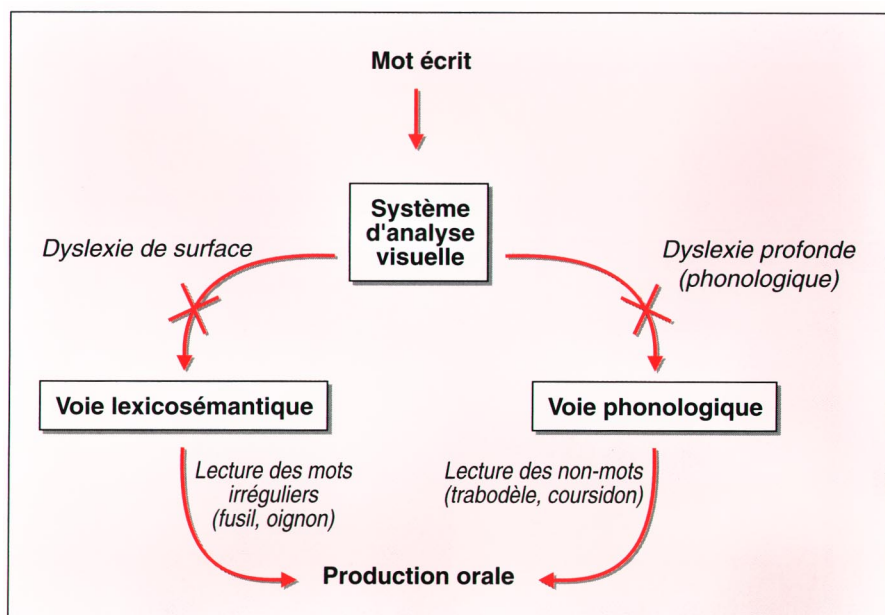 Mot écrit
Système
d'analyse
visuelle
Dyslexie de surface
Dyslexie profonde
(phonologique)
Voie lexicosémantique
Voie phonologique
Lecture des mots
irréguliers
(fusil, oignon)
Lecture des non-mots
(trabodèle, coursidon)
Production orale